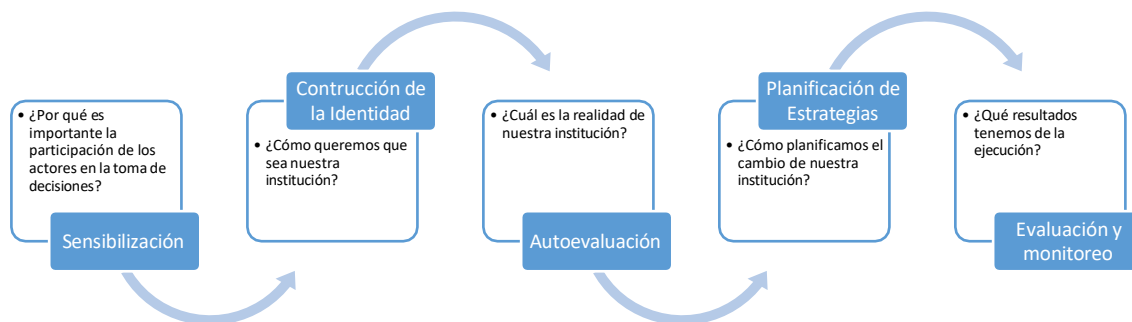 • ¿Por qué es
importante la
participación de los
actores en la toma de
decisiones?
Sensibilización
Contrucción de
la Identidad
• ¿Cómo queremos que
sea nuestra
institución?
• ¿Cuál es la realidad de
nuestra institución?
Autoevaluación
Planificación de
Estrategias
• ¿Cómo planificamos el
cambio de nuestra
institución?
• ¿Qué resultados
tenemos de la
ejecución?
Evaluación y
monitoreo